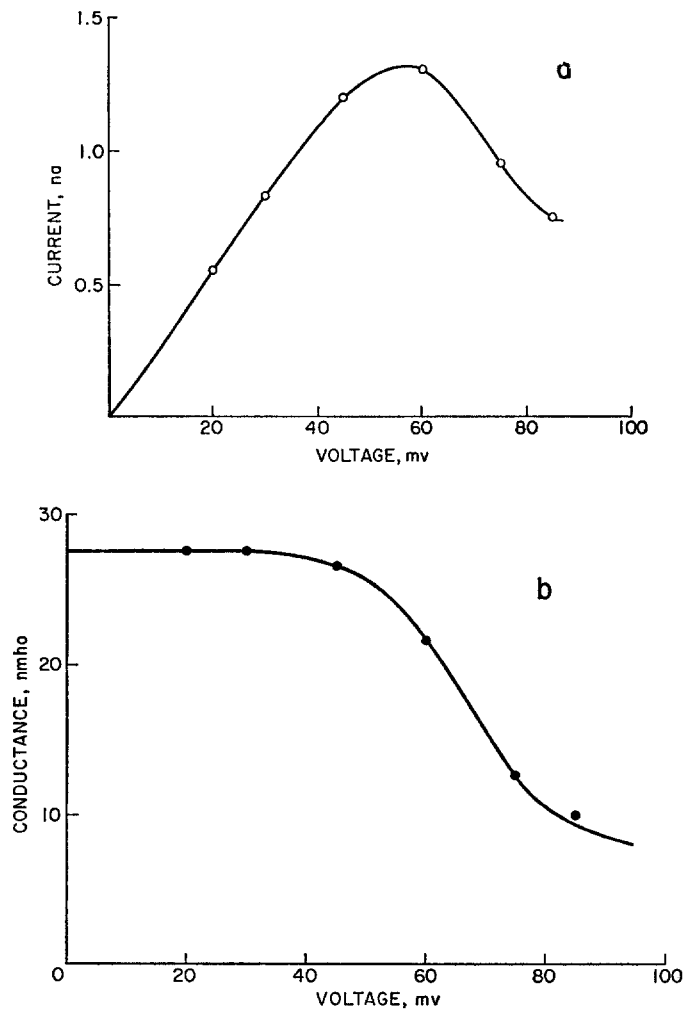 1.5
1.0
0.5
CURRENT, na
a
20 40 60 80 100
VOLTAGE, mv
30
20
10
CONDUCTANCE, nmho
b
0 20 40 60 80 100
VOLTAGE, mv